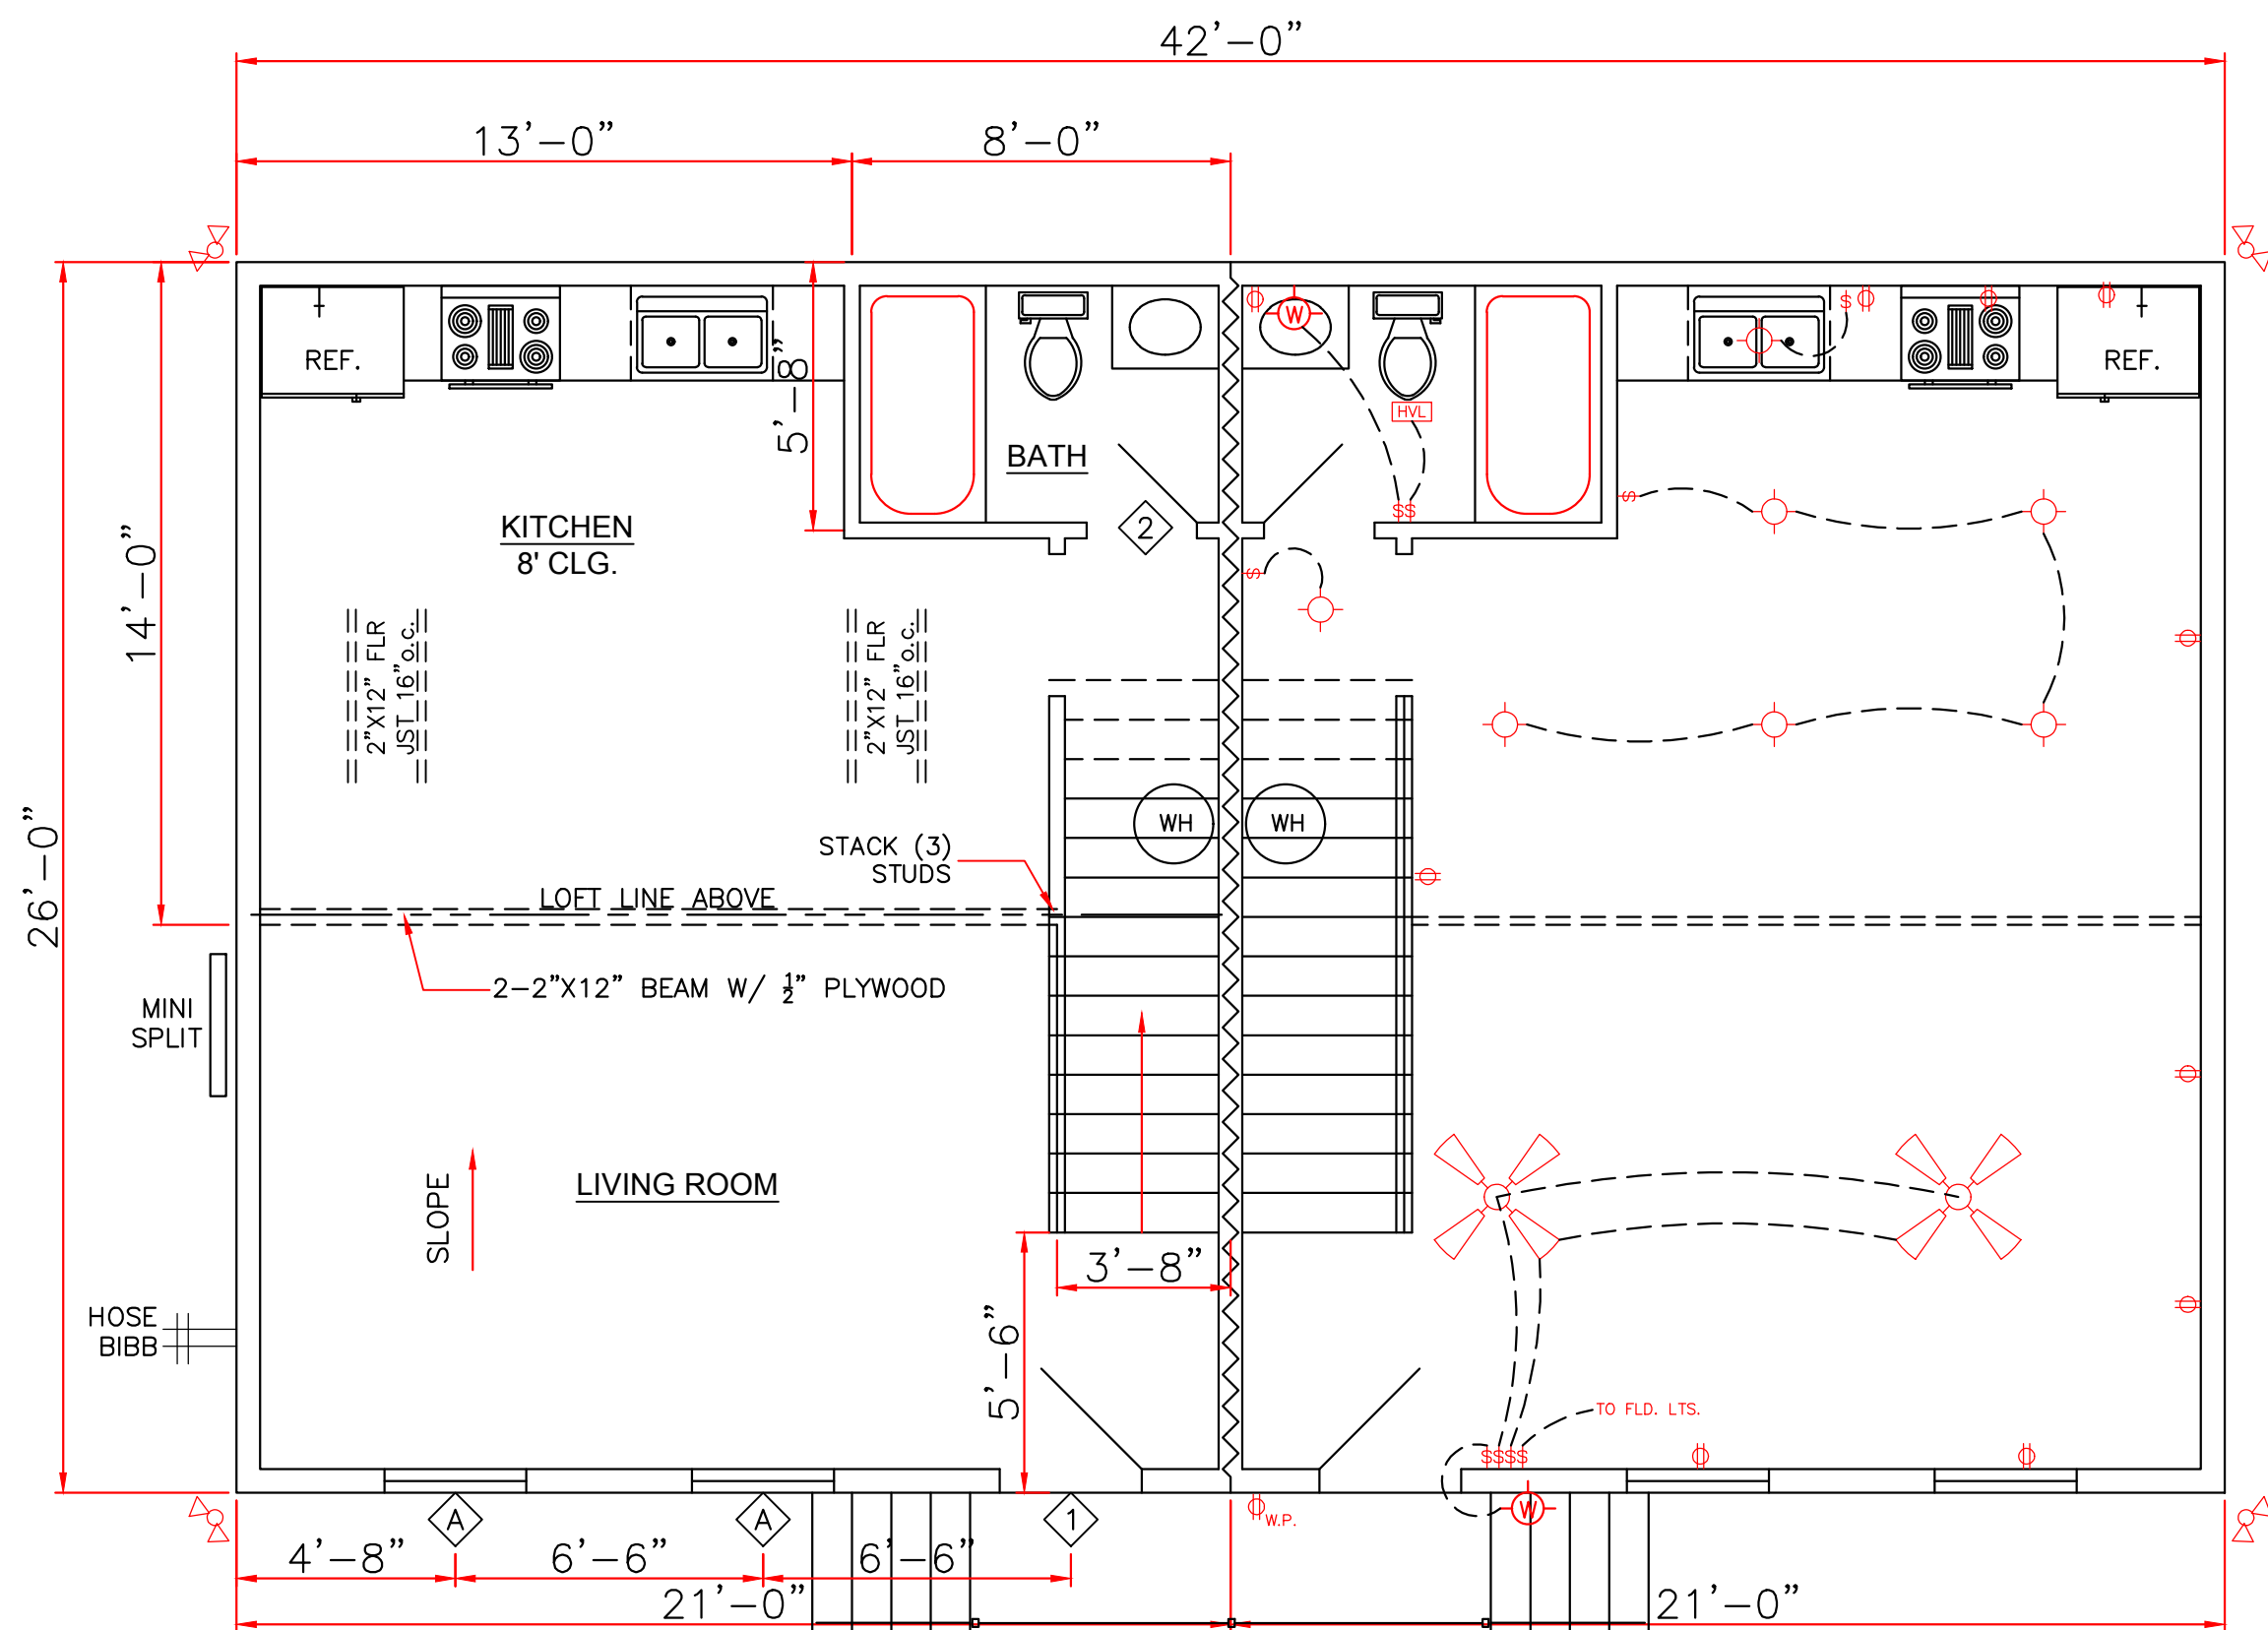 42'-0"
13'-0"
8'-0"
REF.
5'-8"
W
S
REF.
HVL
BATH
SS
S
KITCHEN
8' CLG.
2
14'-0"
S
2"X12" FLR
JST 16"o.c.
2"X12" FLR
JST 16"o.c.
26'-0"
WH
WH
STACK (3)
STUDS
LOFT LINE ABOVE
2-2"X12" BEAM W/ ½" PLYWOOD
MINI
SPLIT
SLOPE
LIVING ROOM
3'-8"
HOSE
BIBB
5'-6"
TO FLD. LTS.
SSSS
W
W.P.
A
A
1
4'-8"
6'-6"
6'-6"
21'-0"
21'-0"